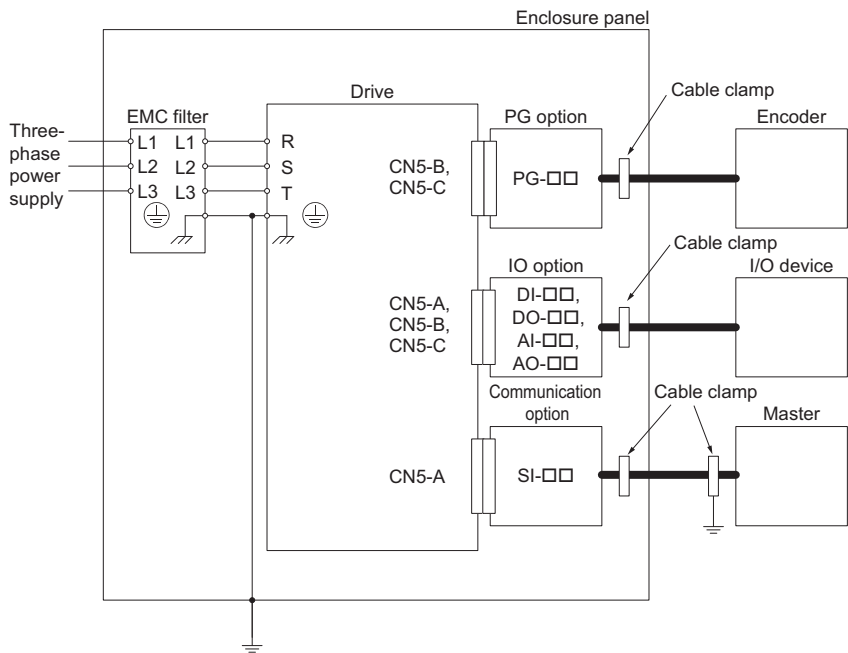 Enclosure panel
Drive
Cable clamp
EMC filter
PG option
Encoder
Three-
phase
power
supply
L1 L1
L2 L2
L3 L3
R
S
T
CN5-B,
CN5-C
PG-□□
Cable clamp
IO option
I/O device
CN5-A,
CN5-B,
CN5-C
DI-□□,
DO-□□,
AI-□□,
AO-□□
Communication
option
Cable clamp
Master
CN5-A
SI-□□